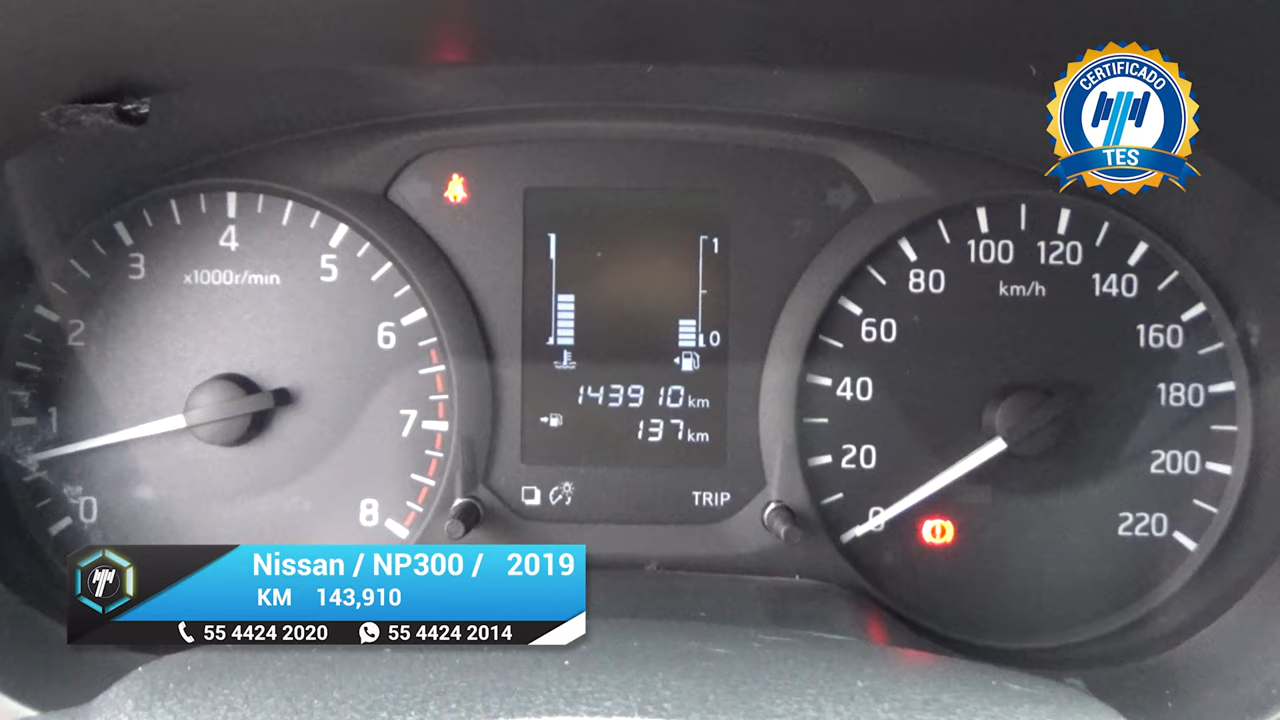 CERTIFICADO
TES
0
1
2
3
4
5
6
7
8
x1000r/min
1
0
143910 km
137 km
TRIP
0
20
40
60
80
100
120
140
160
180
200
220
km/h
Nissan / NP300 / 2019
KM 143,910
55 4424 2020 55 4424 2014